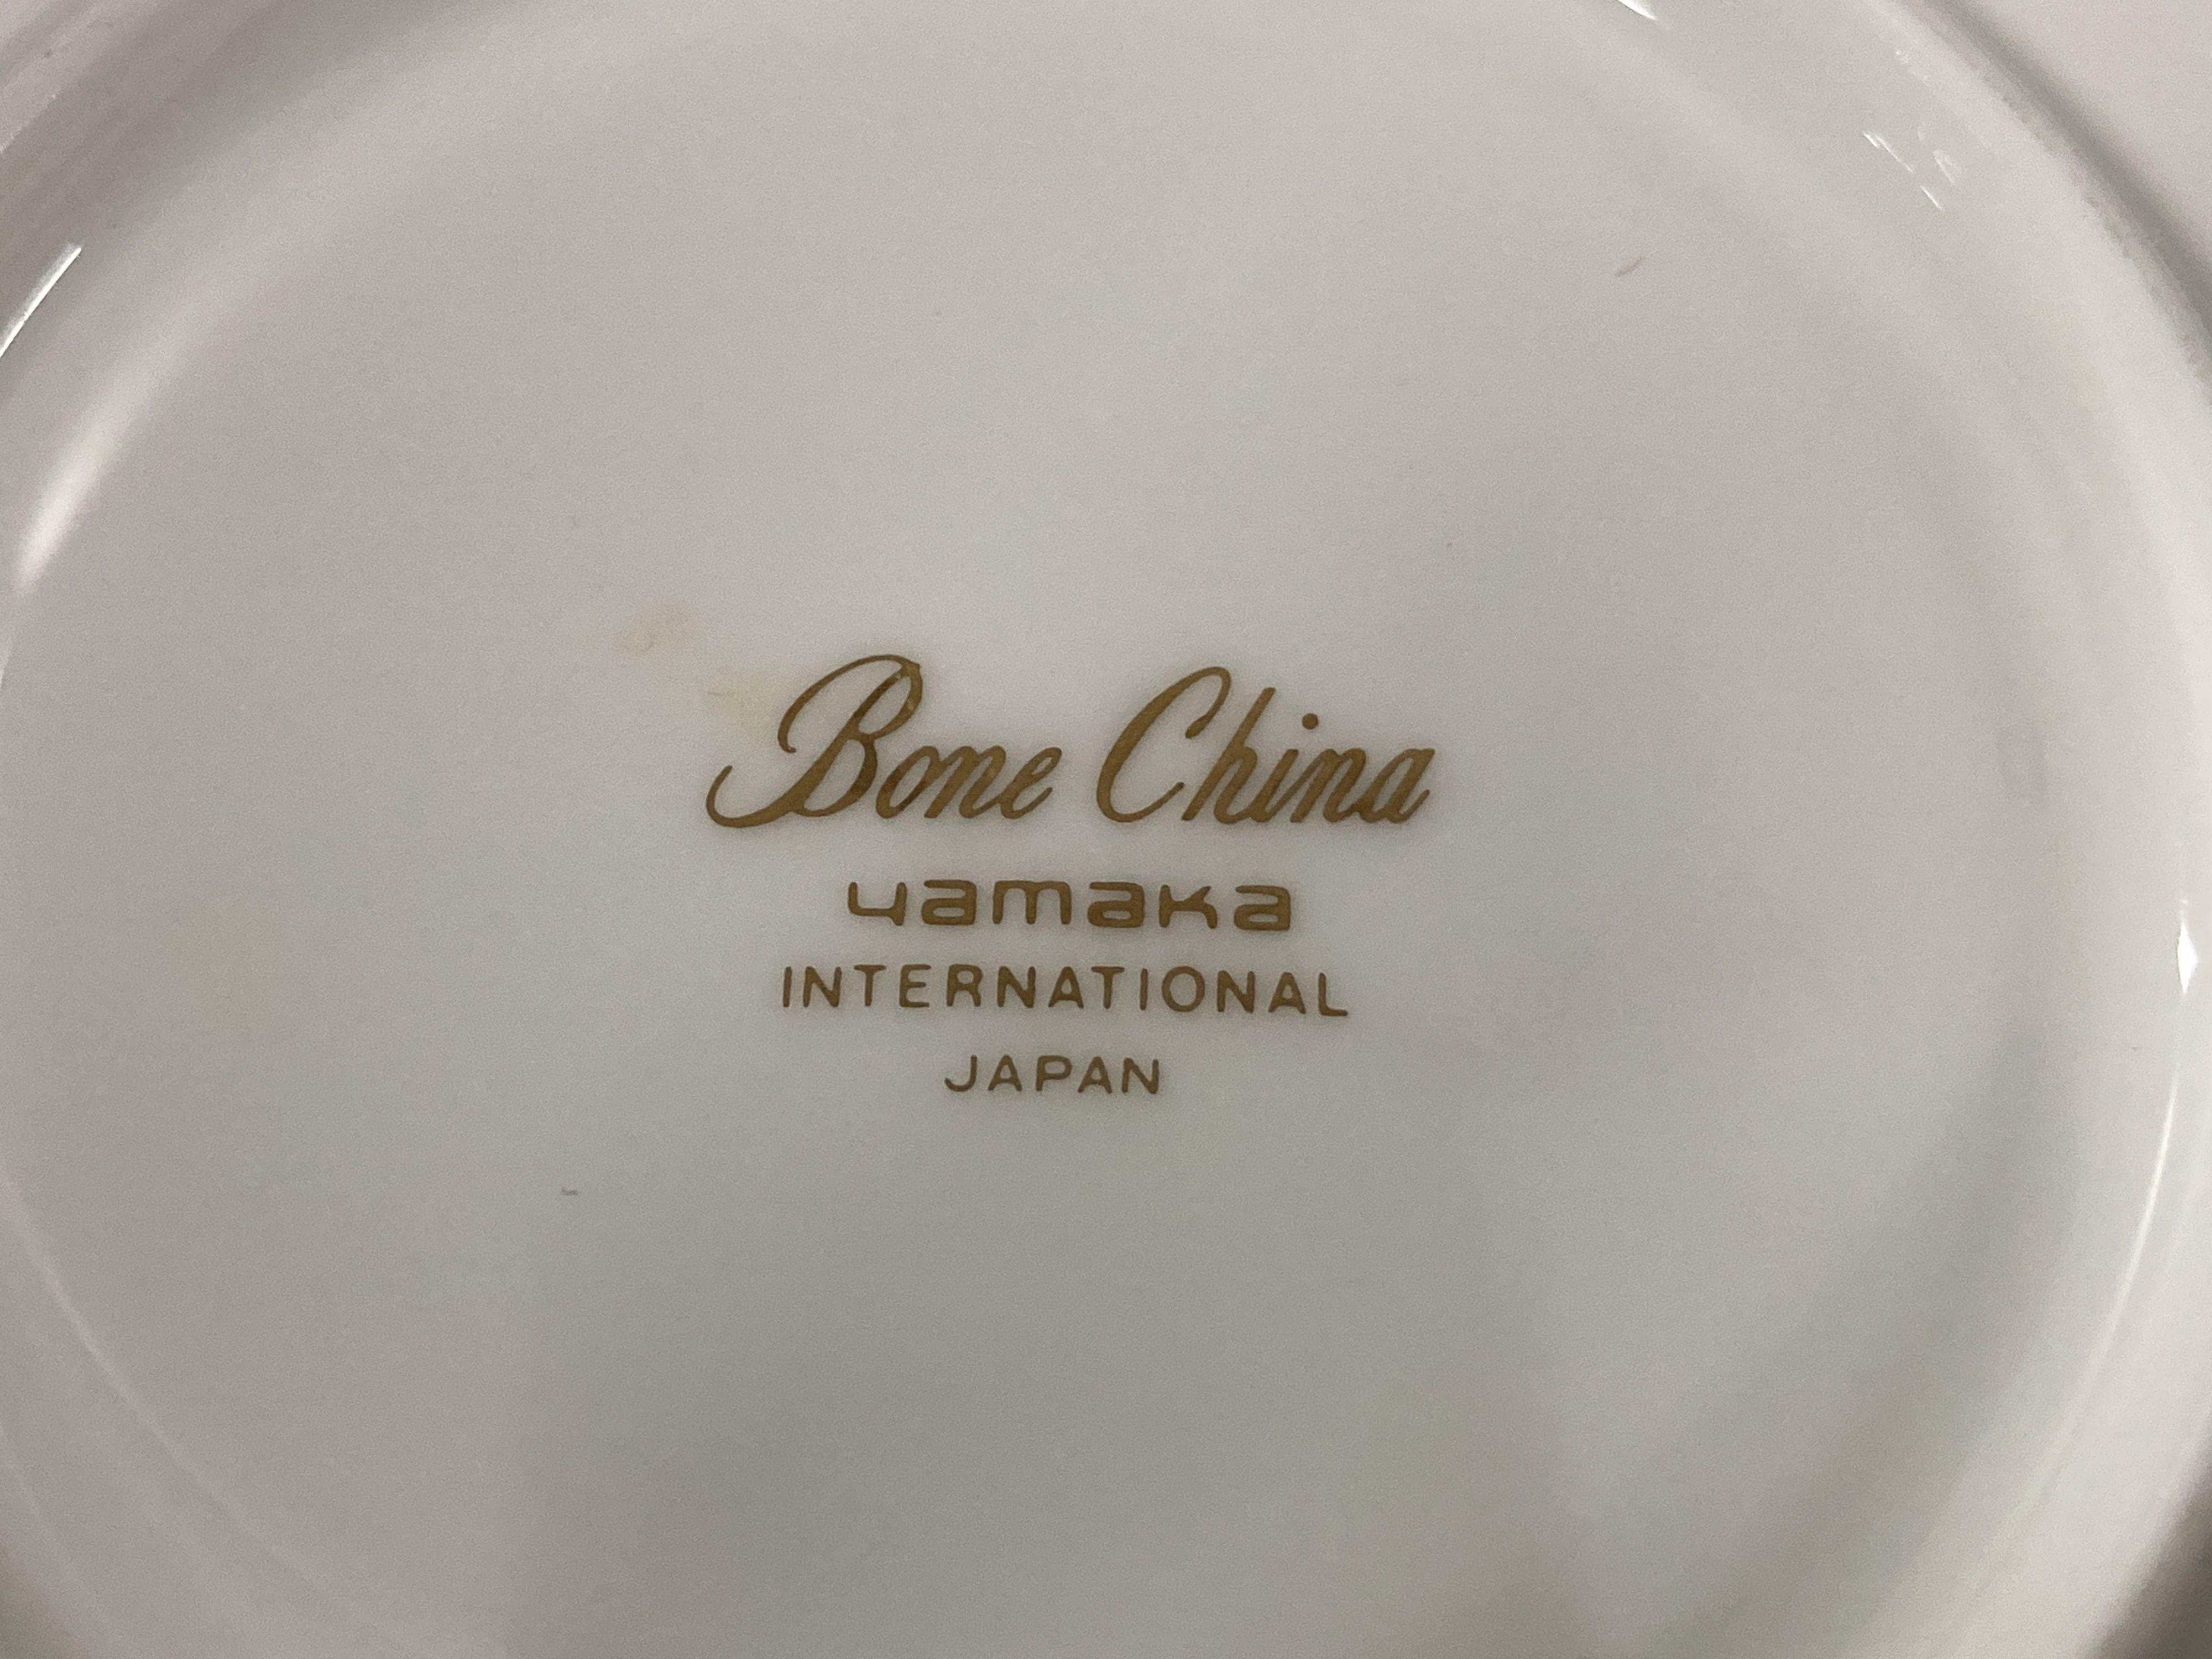 Bone China
yamaka
INTERNATIONAL
JAPAN